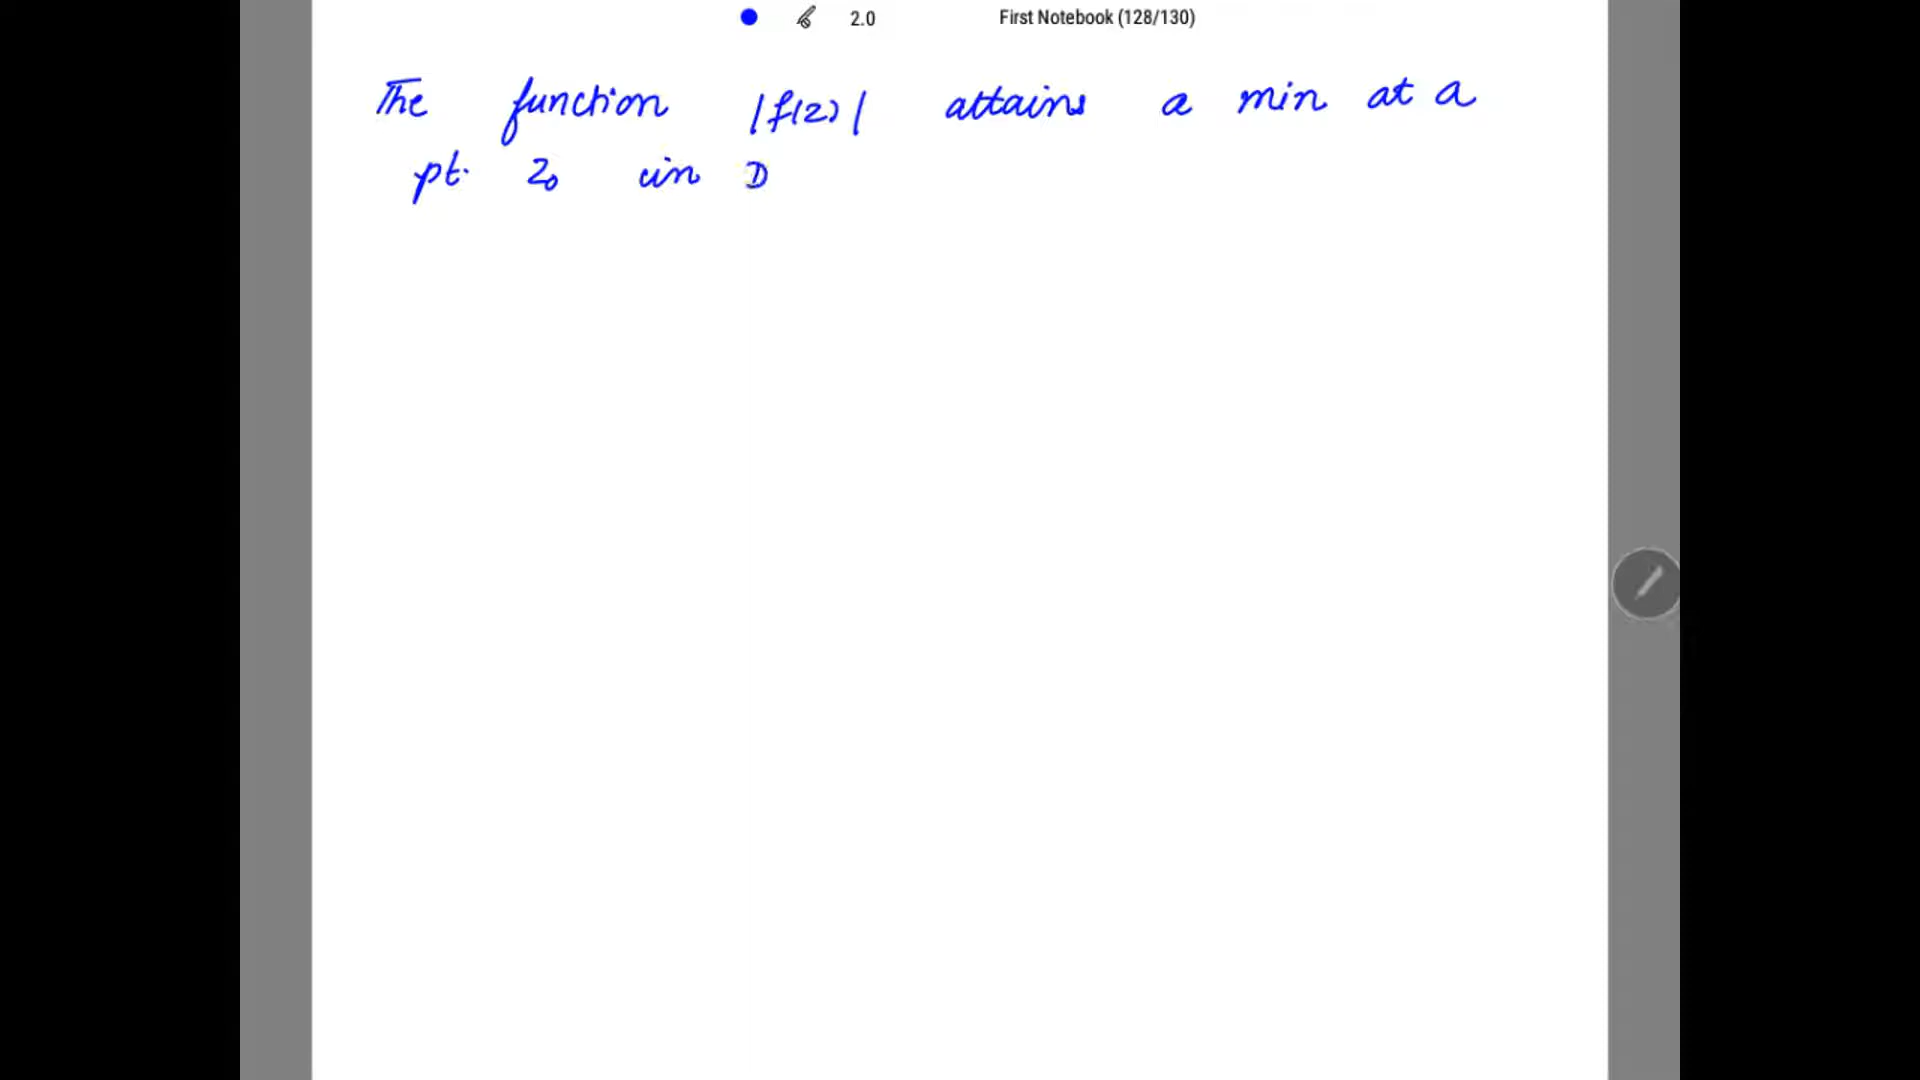 2.0 First Notebook (128/130)
The function |f(z)| attains a min at a
pt. z₀ in D